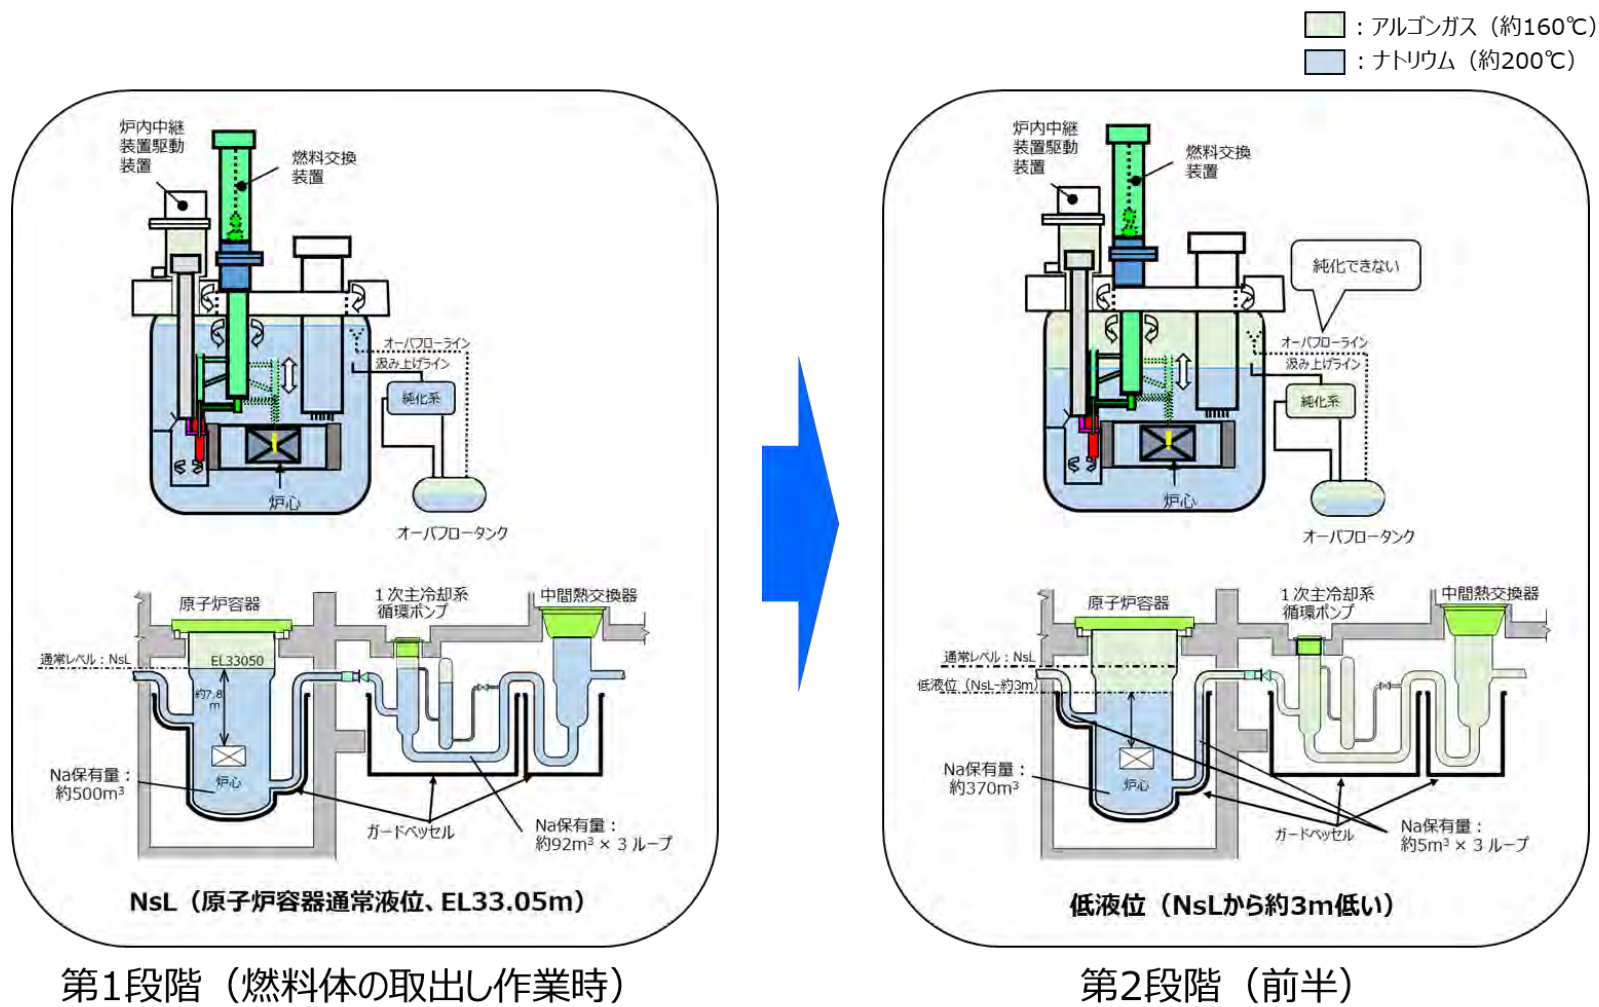 ：アルゴンガス（約160℃）
：ナトリウム（約200℃）
炉内中継
装置駆動
装置
燃料交換
装置
オーバフローライン
汲み上げライン
純化系
炉心
オーバフロータンク
原子炉容器
１次主冷却系
循環ポンプ
中間熱交換器
通常レベル：NsL
EL33050
約7.8
m
Na保有量：
約500m³
炉心
ガードベッセル
Na保有量：
約92m³ × 3 ループ
NsL（原子炉容器通常液位、EL33.05m）
第1段階（燃料体の取出し作業時）
炉内中継
装置駆動
装置
燃料交換
装置
純化できない
オーバフローライン
汲み上げライン
純化系
炉心
オーバフロータンク
原子炉容器
１次主冷却系
循環ポンプ
中間熱交換器
通常レベル：NsL
低液位（NsL-約3m）
Na保有量：
約370m³
炉心
ガードベッセル
Na保有量：
約5m³ × 3 ループ
低液位（NsLから約3m低い）
第2段階（前半）